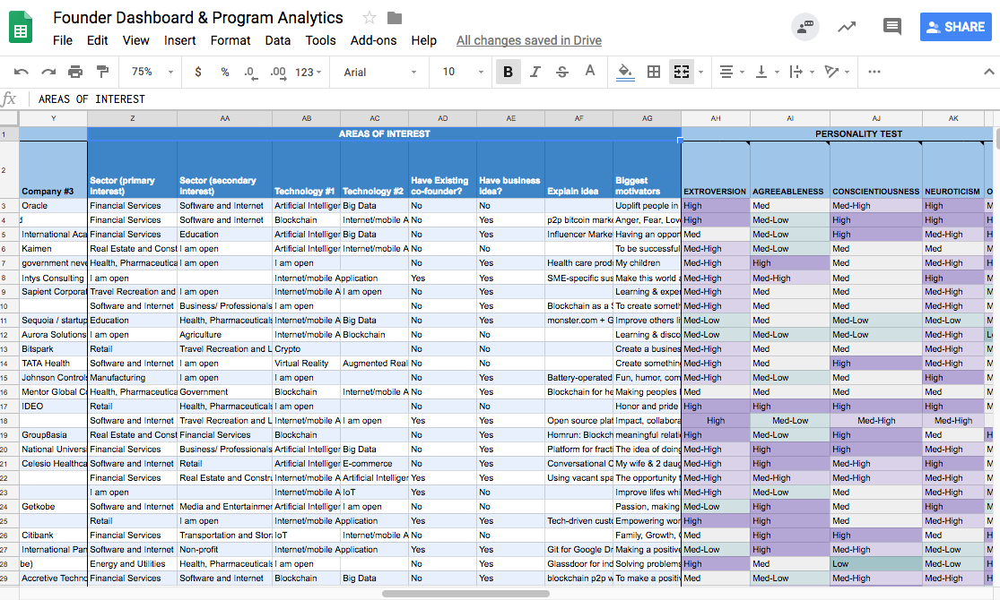 Founder Dashboard & Program Analytics
File Edit View Insert Format Data Tools Add-ons Help All changes saved in Drive
SHARE
75% $ % .0 .00 123 Arial 10 B I S A
fx AREAS OF INTEREST
Y Z AA AB AC AD AE AF AG AH AI AJ AK
1 AREAS OF INTEREST PERSONALITY TEST
2 Company #3 Sector (primary interest) Sector (secondary interest) Technology #1 Technology #2 Have Existing co-founder? Have business idea? Explain idea Biggest motivators EXTROVERSION AGREEABLENESS CONSCIENTIOUSNESS NEUROTICISM O
3 Oracle Financial Services Software and Internet Artificial Intelliger Big Data No No Uoplift people in High Med Med-High High M
4 Financial Services Software and Internet Blockchain Internet/mobile A No Yes p2p bitcoin marke Anger, Fear, Lov High Med-Low High High H
5 International Aca Financial Services Education Artificial Intelliger Big Data No Yes Influencer Marke Having an oppor Med Med-Low High Med-High H
6 Kaimen Real Estate and Const I am open Artificial Intelliger Internet/mobile A No No To be successful Med-High Med-Low Med Med M
7 government neve Health, Pharmaceutica I am open I am open No Yes Health care prod My children Med-High High Med Med-High H
8 Intys Consulting I am open Internet/mobile Application Yes Yes SME-specific sus Make this world a Med-High Med-High Med High M
9 Sapient Corporat Travel Recreation and I am open Internet/mobile A I am open No Yes Learning & expe Med-High Med Med Med-High M
10 Software and Internet Business/ Professionals I am open No Yes Blockchain as a S To create someth Med-High Med Med Med-High M
11 Sequoia / startup Education Health, Pharmaceuticals Internet/mobile A Big Data No Yes monster.com + G Improve others li Med-Low Med Med-Low Med-Low M
12 Aurora Solutions I am open Agriculture Internet/mobile A Blockchain No No Learning & disco Med-Low Med-Low Med-Low Med-High L
13 Bitspark Retail Travel Recreation and L Crypto No No Create a busines Med-High Med Med Med-High M
14 TATA Health Software and Internet I am open Virtual Reality Augmented Real No No Create somethin Med-High Med High Med-High M
15 Johnson Controls Manufacturing I am open I am open No Yes Battery-operated Fun, humor, com Med-High Med-Low Med High M
16 Mentor Global Co Health, Pharmaceutica Government Blockchain Internet/mobile A No Yes Blockchain for he Making peoples l Med Med Med Med M
17 IDEO Retail Health, Pharmaceuticals I am open No No Honor and pride High High High High M
18 Software and Internet Travel Recreation and L Internet/mobile A I am open Yes Yes Open source plat Impact, collabora High Med-Low Med-High Med-High
19 Group8asia Real Estate and Const Financial Services Blockchain No Yes Homrun: Blockch meaningful relati High Med-Low High Med H
20 National Universi Financial Services Business/ Professionals Artificial Intelliger Big Data No Yes Platform for fracti The idea of doing Med-High High High Med-High M
21 Celesio Healthca Software and Internet Retail Artificial Intelliger E-commerce No Yes Conversational C My wife & 2 daug Med-High High Med-High High M
22 Financial Services Real Estate and Constru Internet/mobile A Artificial Intelliger Yes Yes Using vacant spa The opportunity t Med-High Med-High Med-High Med-High M
23 I am open Internet/mobile A IoT Yes No Improve lifes whi Med-High Med-Low Med Med-High M
24 Getkobe Software and Internet Media and Entertainmer Artificial Intelliger I am open No No Passion, making Med-Low High Med High M
25 Retail I am open Internet/mobile Application Yes Yes Tech-driven custo Empowering wor High High Med Med-High M
26 Citibank Financial Services Transportation and Stor IoT Internet/mobile A No No Family, Growth, C Med High Med Med H
27 International Pan Software and Internet Non-profit Internet/mobile Application Yes Yes Git for Google Dr Making a positive Med-Low High Med-High Med-Low H
28 be) Energy and Utilities Health, Pharmaceuticals I am open No Yes Glassdoor for ind Solving problems High Med Low Med-Low H
29 Accretive Techno Financial Services Software and Internet Blockchain Big Data No Yes blockchain p2p w To make a positiv Med Med-Low Med-High Med-High H